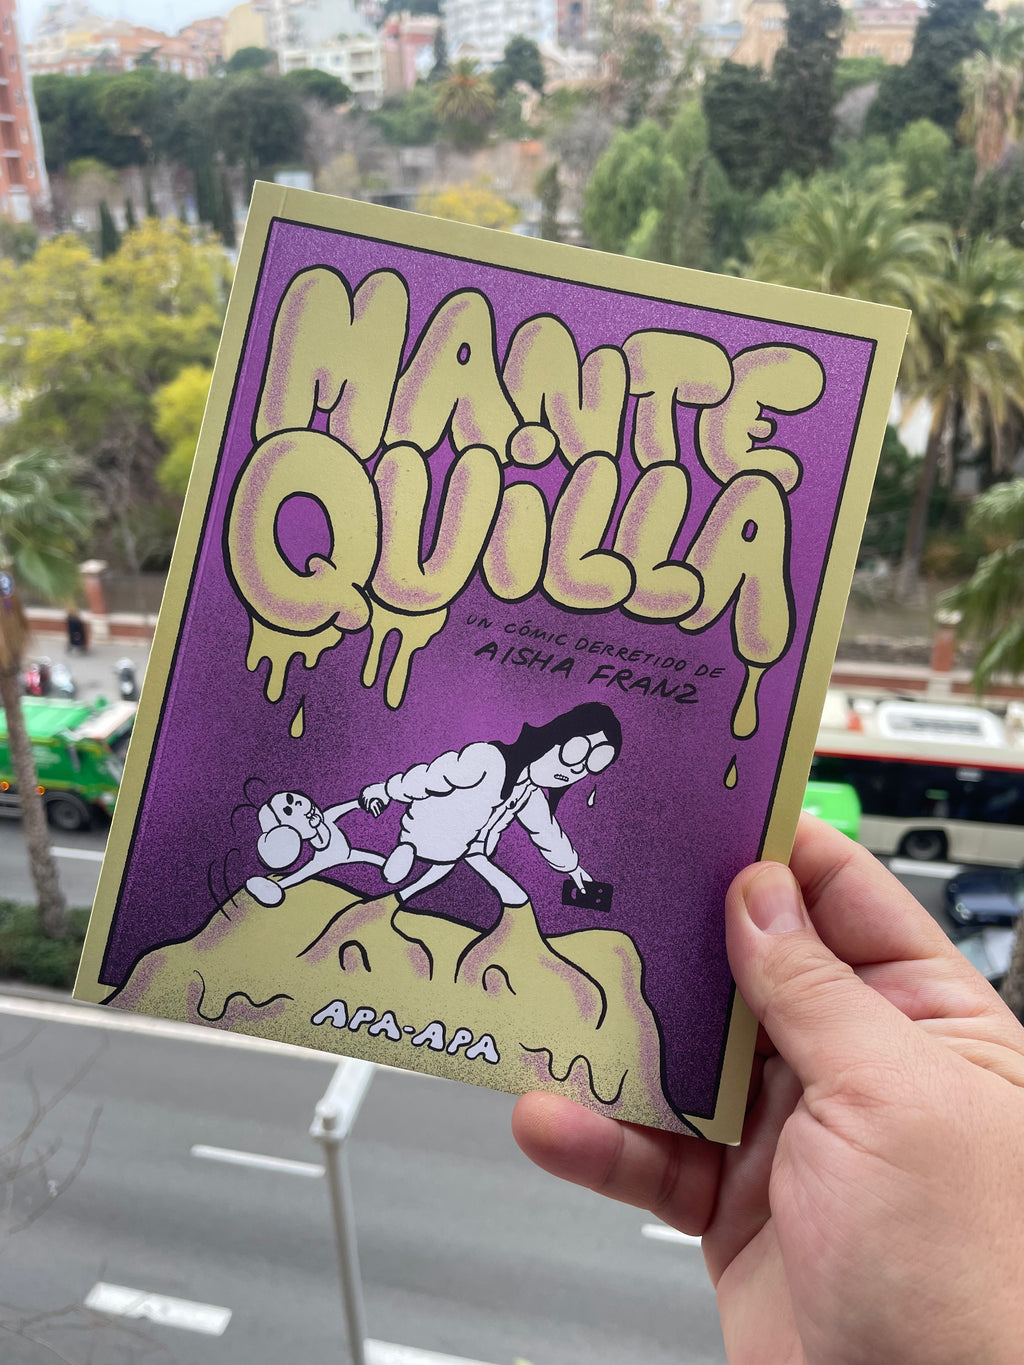 MANTE
QUiLLA
UN CÓMIC DERRETIDO DE
AISHA FRANZ
APA-APA